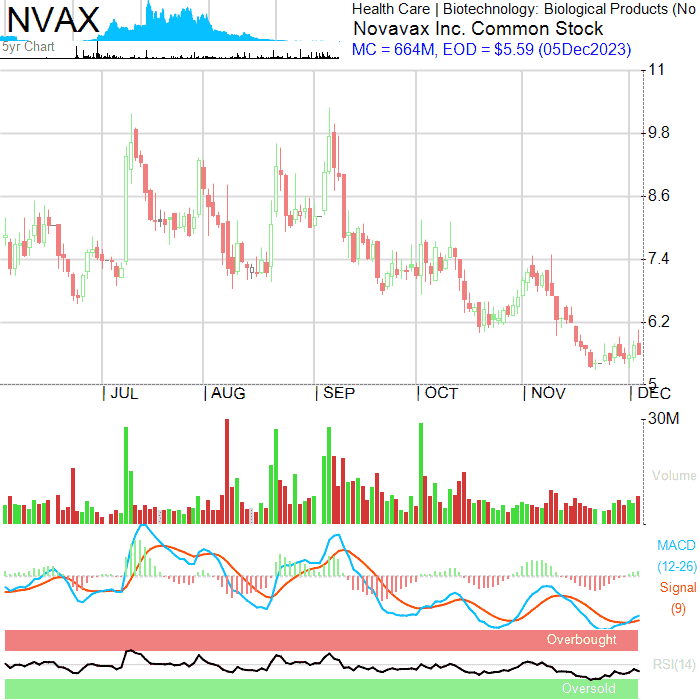 NVAX
5yr Chart
Health Care | Biotechnology: Biological Products (No
Novavax Inc. Common Stock
MC = 664M, EOD = $5.59 (05Dec2023)
11
9.8
8.6
7.4
6.2
5
| JUL | AUG | SEP | OCT | NOV | DEC
30M
Volume
MACD
(12-26)
Signal
(9)
Overbought
RSI(14)
Oversold